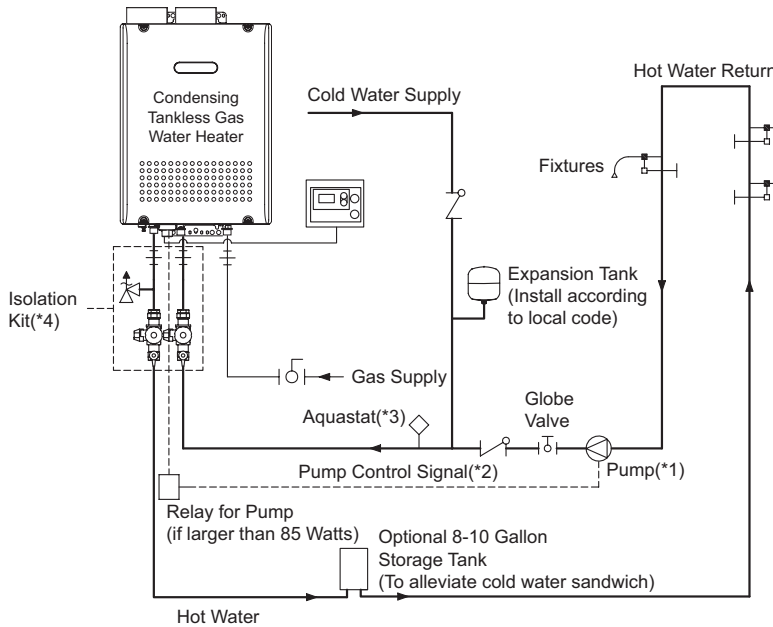 Condensing
Tankless Gas
Water Heater
Cold Water Supply
Hot Water Return
Fixtures
Expansion Tank
(Install according
to local code)
Isolation
Kit(*4)
Gas Supply
Globe
Valve
Aquastat(*3)
Pump Control Signal(*2)
Pump(*1)
Relay for Pump
(if larger than 85 Watts)
Optional 8-10 Gallon
Storage Tank
(To alleviate cold water sandwich)
Hot Water